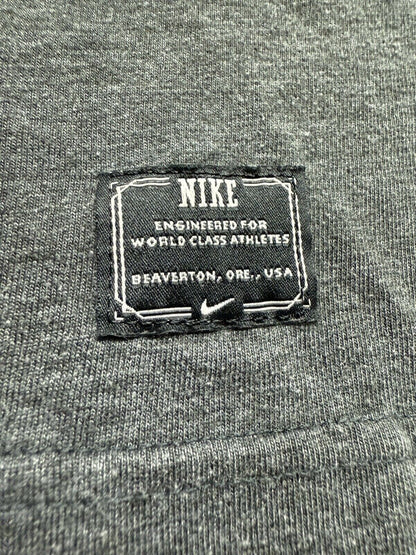 NIKE
ENGINEERED FOR
WORLD CLASS ATHLETES
BEAVERTON, ORE., USA